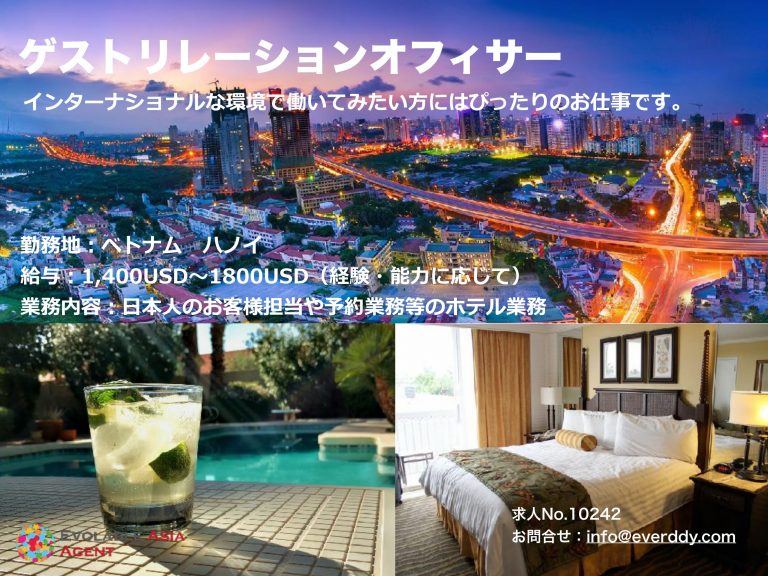 ゲストリレーションオフィサー
インターナショナルな環境で働いてみたい方にはぴったりのお仕事です。
勤務地：ベトナム　ハノイ
給与：1,400USD〜1800USD（経験・能力に応じて）
業務内容：日本人のお客様担当や予約業務等のホテル業務
求人No.10242
お問合せ：info@everddy.com
Asia
Agent